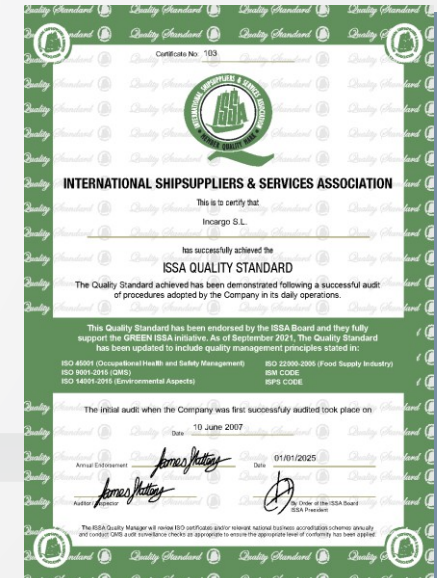 Certificate No: 103
INTERNATIONAL SHIPSUPPLIERS & SERVICES ASSOCIATION
ISSA
MEMBER QUALITY MARK
INTERNATIONAL SHIPSUPPLIERS & SERVICES ASSOCIATION
This is to certify that
Incargo S.L.
has successfully achieved the
ISSA QUALITY STANDARD
The Quality Standard achieved has been demonstrated following a successful audit
of procedures adopted by the Company in its daily operations.
This Quality Standard has been endorsed by the ISSA Board and they fully
support the GREEN ISSA initiative. As of September 2021, The Quality Standard
has been updated to include quality management principles stated in:
ISO 45001 (Occupational Health and Safety Management)
ISO 9001-2015 (QMS)
ISO 14001-2015 (Environmental Aspects)
ISO 22000-2005 (Food Supply Industry)
ISM CODE
ISPS CODE
The initial audit when the Company was first successfuly audited took place on
10 June 2007
Date
Annual Endorsement
Date 01/01/2025
Auditor / Inspector
By Order of the ISSA Board
ISSA President
The ISSA Quality Manager will review ISO certificates and/or relevant national business accreditation schemes annually
and conduct QMS audit surveillance checks as appropriate to ensure the appropriate level of conformity has been applied
Quality Standard